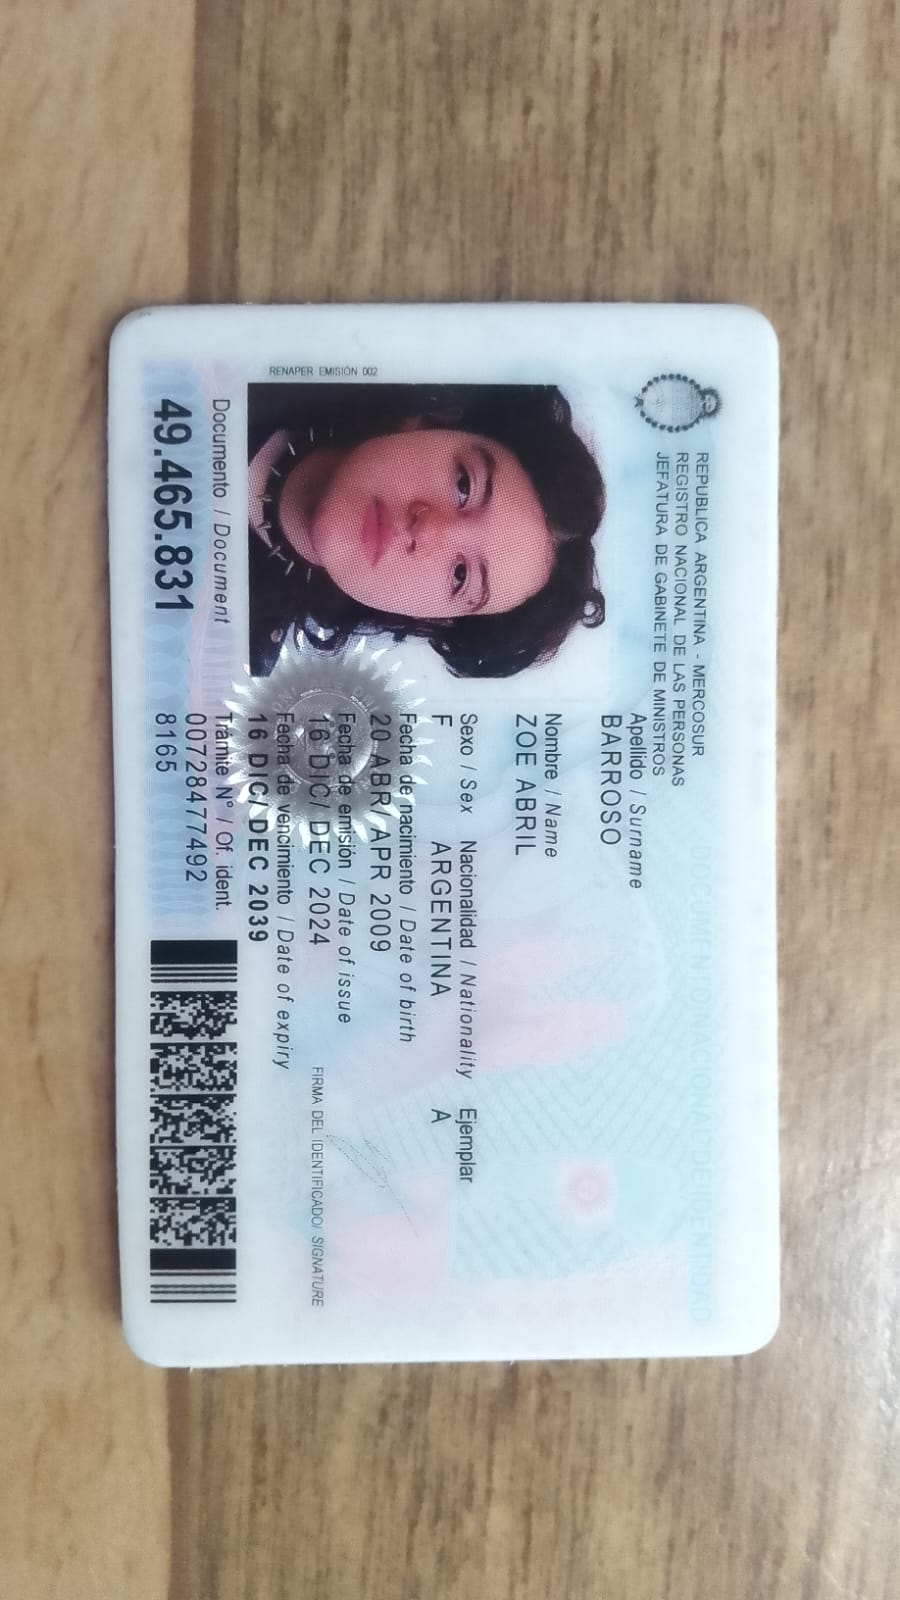 REPUBLICA ARGENTINA - MERCOSUR
REGISTRO NACIONAL DE LAS PERSONAS
JEFATURA DE GABINETE DE MINISTROS
DOCUMENTO NACIONAL DE IDENTIDAD
Apellido / Surname
BARROSO
Nombre / Name
ZOE ABRIL
Sexo / Sex Nacionalidad / Nationality Ejemplar
F ARGENTINA A
Fecha de nacimiento / Date of birth
20 ABR/ APR 2009
Fecha de emisión / Date of issue
16 DIC/ DEC 2024
FIRMA DEL IDENTIFICADO/ SIGNATURE
Fecha de vencimiento / Date of expiry
16 DIC/ DEC 2039
RENAPER EMISIÓN 002
Documento / Document
49.465.831
Trámite N° / Of. ident.
00728477492
8165